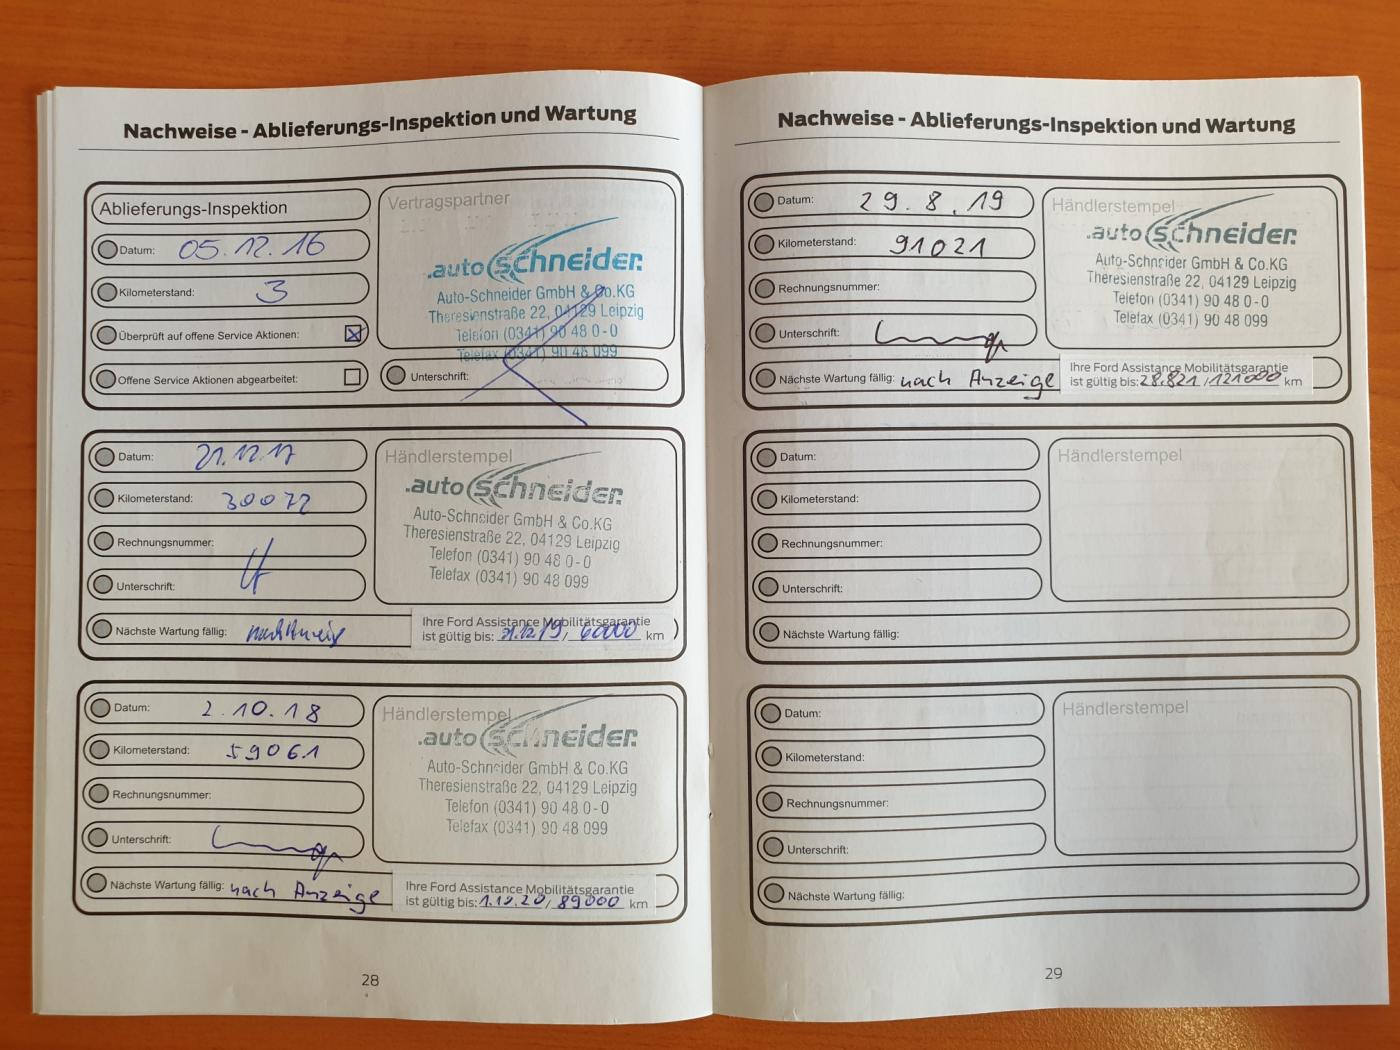 Nachweise - Ablieferungs-Inspektion und Wartung
Ablieferungs-Inspektion
Datum: 05.12.16
Kilometerstand: 3
Überprüft auf offene Service Aktionen: X
Offene Service Aktionen abgearbeitet:
Vertragspartner
.auto Schneider.
Auto-Schneider GmbH & Co.KG
Theresienstraße 22, 04129 Leipzig
Telefon (0341) 90 48 0-0
Telefax (0341) 90 48 099
Unterschrift:
Datum: 21.12.17
Kilometerstand: 30072
Rechnungsnummer:
Unterschrift:
Nächste Wartung fällig:
Händlerstempel
.auto Schneider.
Auto-Schneider GmbH & Co.KG
Theresienstraße 22, 04129 Leipzig
Telefon (0341) 90 48 0-0
Telefax (0341) 90 48 099
Ihre Ford Assistance Mobilitätsgarantie
ist gültig bis: 21.12.19 / 60000 km
Datum: 2.10.18
Kilometerstand: 59061
Rechnungsnummer:
Unterschrift:
Nächste Wartung fällig: nach Anzeige
Händlerstempel
.auto Schneider.
Auto-Schneider GmbH & Co.KG
Theresienstraße 22, 04129 Leipzig
Telefon (0341) 90 48 0-0
Telefax (0341) 90 48 099
Ihre Ford Assistance Mobilitätsgarantie
ist gültig bis: 1.10.20 / 89000 km
28
Nachweise - Ablieferungs-Inspektion und Wartung
Datum: 29.8.19
Kilometerstand: 91021
Rechnungsnummer:
Unterschrift:
Nächste Wartung fällig: nach Anzeige
Händlerstempel
.auto Schneider.
Auto-Schneider GmbH & Co.KG
Theresienstraße 22, 04129 Leipzig
Telefon (0341) 90 48 0-0
Telefax (0341) 90 48 099
Ihre Ford Assistance Mobilitätsgarantie
ist gültig bis: 28.8.21 / 121000 km
Datum:
Kilometerstand:
Rechnungsnummer:
Unterschrift:
Nächste Wartung fällig:
Händlerstempel
Datum:
Kilometerstand:
Rechnungsnummer:
Unterschrift:
Nächste Wartung fällig:
Händlerstempel
29